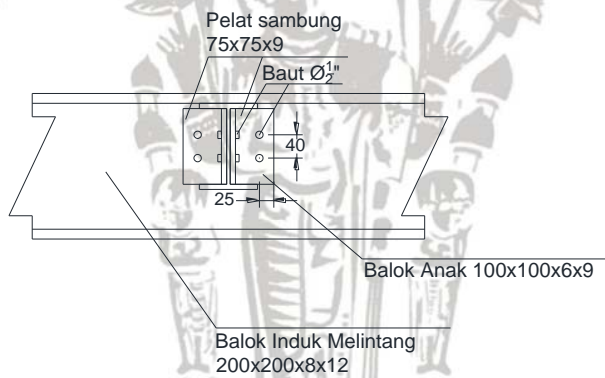 Pelat sambung
75x75x9
Baut Ø½"
40
25
Balok Anak 100x100x6x9
Balok Induk Melintang
200x200x8x12